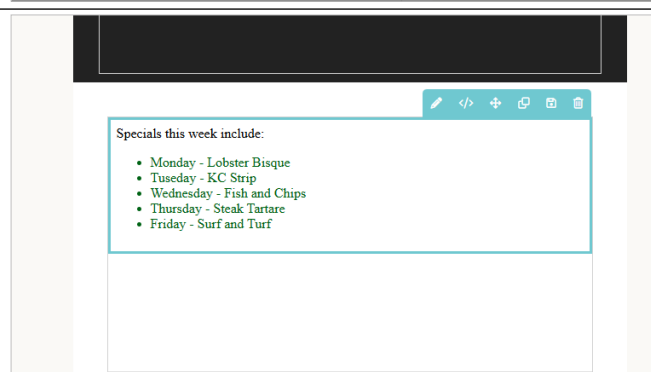 Specials this week include:
Monday - Lobster Bisque
Tuseday - KC Strip
Wednesday - Fish and Chips
Thursday - Steak Tartare
Friday - Surf and Turf